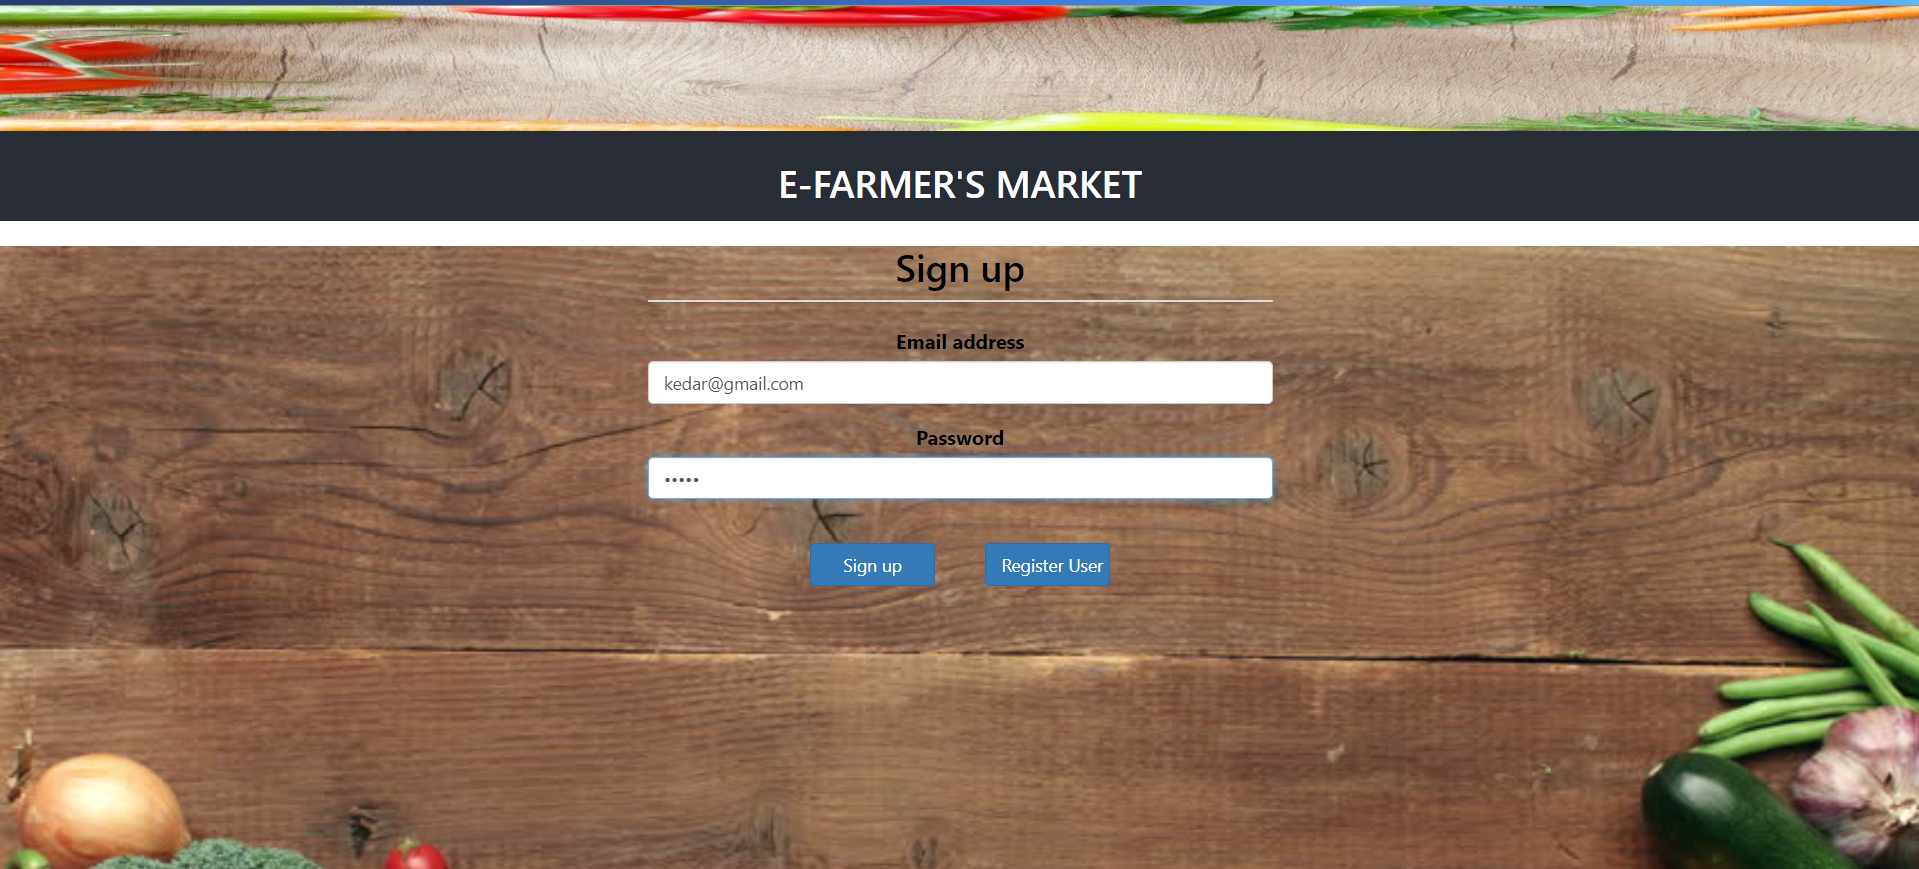 E-FARMER'S MARKET
Sign up
Email address
kedar@gmail.com
Password
•••••
Sign up
Register User